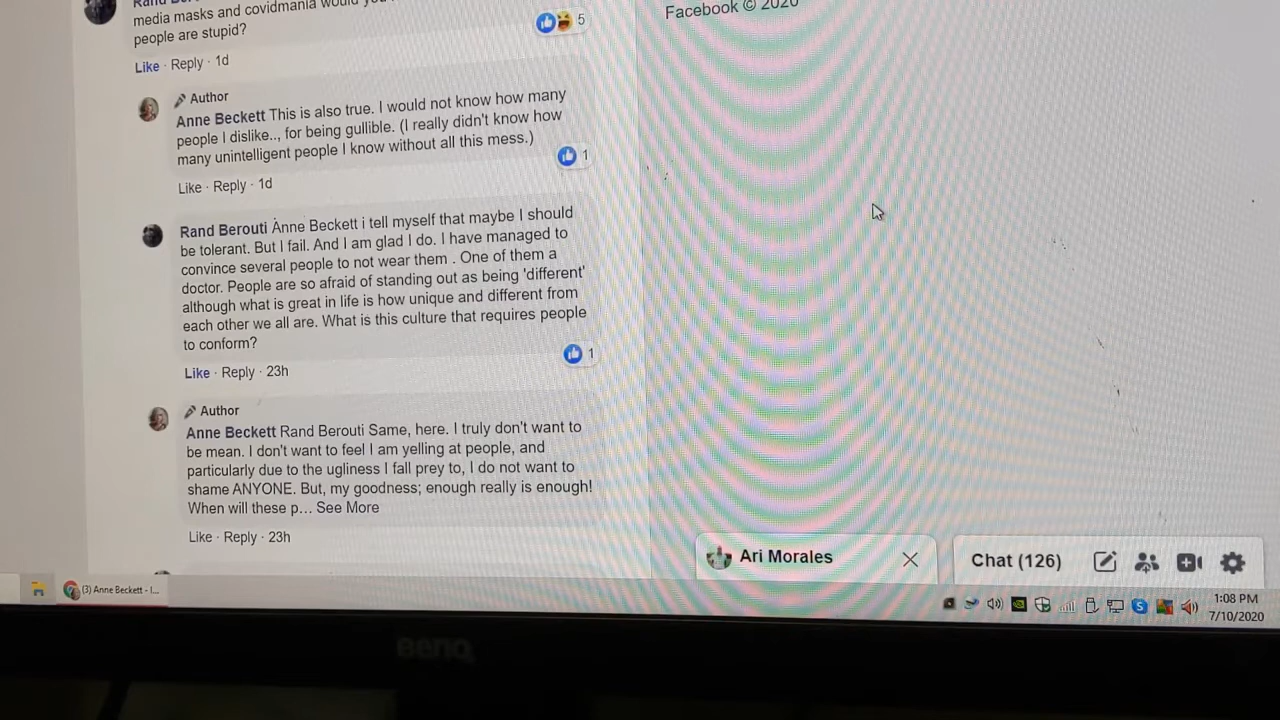 media masks and covidmania would
people are stupid?
5
Like · Reply · 1d
Author
Anne Beckett This is also true. I would not know how many
people I dislike.., for being gullible. (I really didn't know how
many unintelligent people I know without all this mess.)
1
Like · Reply · 1d
Rand Berouti Anne Beckett i tell myself that maybe I should
be tolerant. But I fail. And I am glad I do. I have managed to
convince several people to not wear them . One of them a
doctor. People are so afraid of standing out as being 'different'
although what is great in life is how unique and different from
each other we all are. What is this culture that requires people
to conform?
1
Like · Reply · 23h
Author
Anne Beckett Rand Berouti Same, here. I truly don't want to
be mean. I don't want to feel I am yelling at people, and
particularly due to the ugliness I fall prey to, I do not want to
shame ANYONE. But, my goodness; enough really is enough!
When will these p... See More
Like · Reply · 23h
Facebook © 2020
Ari Morales
Chat (126)
(3) Anne Beckett - I...
1:08 PM
7/10/2020
BenQ